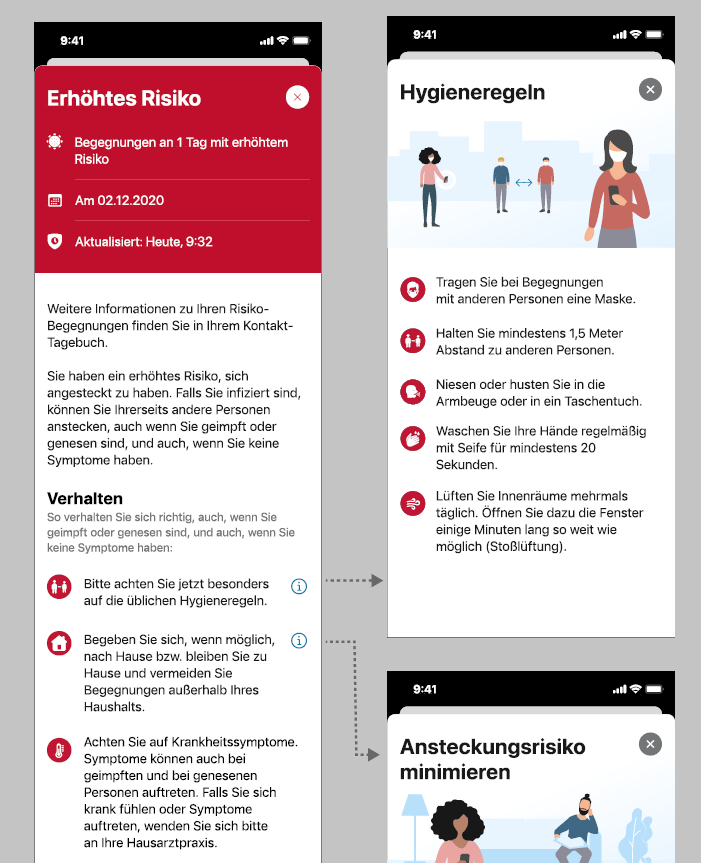 9:41
Erhöhtes Risiko
Begegnungen an 1 Tag mit erhöhtem
Risiko
Am 02.12.2020
Aktualisiert: Heute, 9:32
Weitere Informationen zu Ihren Risiko-
Begegnungen finden Sie in Ihrem Kontakt-
Tagebuch.
Sie haben ein erhöhtes Risiko, sich
angesteckt zu haben. Falls Sie infiziert sind,
können Sie Ihrerseits andere Personen
anstecken, auch wenn Sie geimpft oder
genesen sind, und auch, wenn Sie keine
Symptome haben.
Verhalten
So verhalten Sie sich richtig, auch, wenn Sie
geimpft oder genesen sind, und auch, wenn Sie
keine Symptome haben:
Bitte achten Sie jetzt besonders
auf die üblichen Hygieneregeln.
Begeben Sie sich, wenn möglich,
nach Hause bzw. bleiben Sie zu
Hause und vermeiden Sie
Begegnungen außerhalb Ihres
Haushalts.
Achten Sie auf Krankheitssymptome.
Symptome können auch bei
geimpften und bei genesenen
Personen auftreten. Falls Sie sich
krank fühlen oder Symptome
auftreten, wenden Sie sich bitte
an Ihre Hausarztpraxis.
9:41
Hygieneregeln
Tragen Sie bei Begegnungen
mit anderen Personen eine Maske.
Halten Sie mindestens 1,5 Meter
Abstand zu anderen Personen.
Niesen oder husten Sie in die
Armbeuge oder in ein Taschentuch.
Waschen Sie Ihre Hände regelmäßig
mit Seife für mindestens 20
Sekunden.
Lüften Sie Innenräume mehrmals
täglich. Öffnen Sie dazu die Fenster
einige Minuten lang so weit wie
möglich (Stoßlüftung).
9:41
Ansteckungsrisiko
minimieren